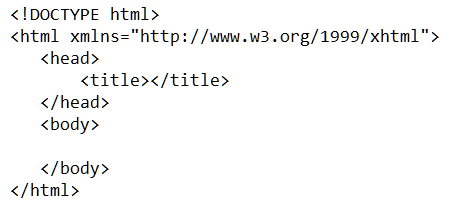 <!DOCTYPE html>
<html xmlns="http://www.w3.org/1999/xhtml">
    <head>
        <title></title>
    </head>
    <body>

    </body>
</html>